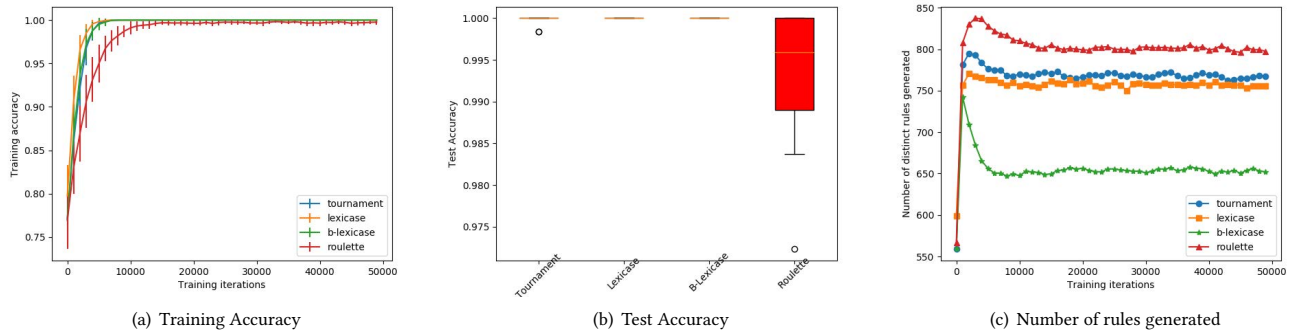 1.00
0.95
0.90
0.85
0.80
0.75
Training accuracy
0 10000 20000 30000 40000 50000
Training iterations
tournament
lexicase
b-lexicase
roulette
(a) Training Accuracy
1.000
0.995
0.990
0.985
0.980
0.975
Test Accuracy
Tournament
Lexicase
B-Lexicase
Roulette
(b) Test Accuracy
850
800
750
700
650
600
550
Number of distinct rules generated
0 10000 20000 30000 40000 50000
Training iterations
tournament
lexicase
b-lexicase
roulette
(c) Number of rules generated